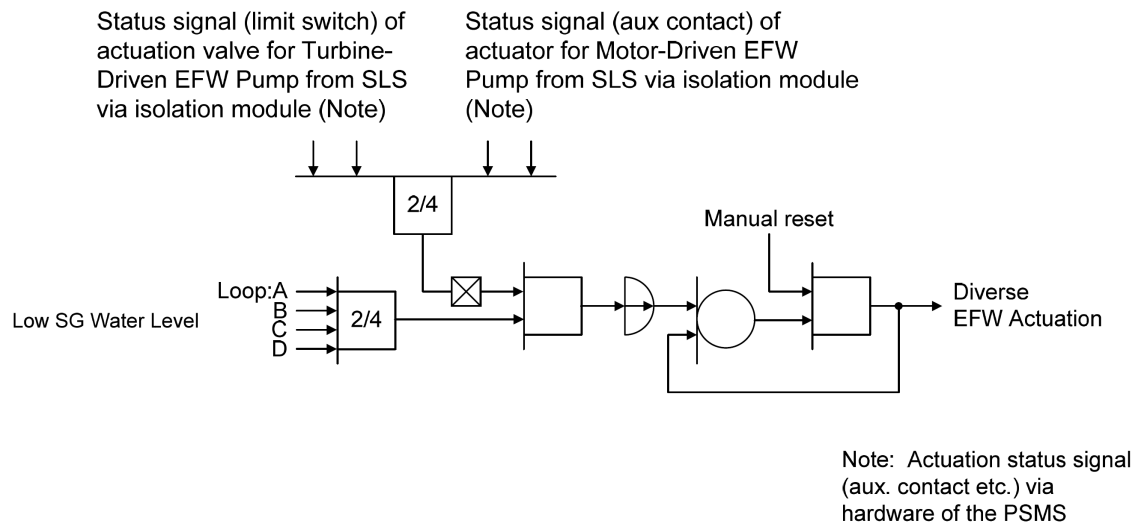 Status signal (limit switch) of
actuation valve for Turbine-
Driven EFW Pump from SLS
via isolation module (Note)
Status signal (aux contact) of
actuator for Motor-Driven EFW
Pump from SLS via isolation module
(Note)
2/4
Manual reset
Low SG Water Level
Loop:A
B
C
D
2/4
Diverse
EFW Actuation
Note: Actuation status signal
(aux. contact etc.) via
hardware of the PSMS